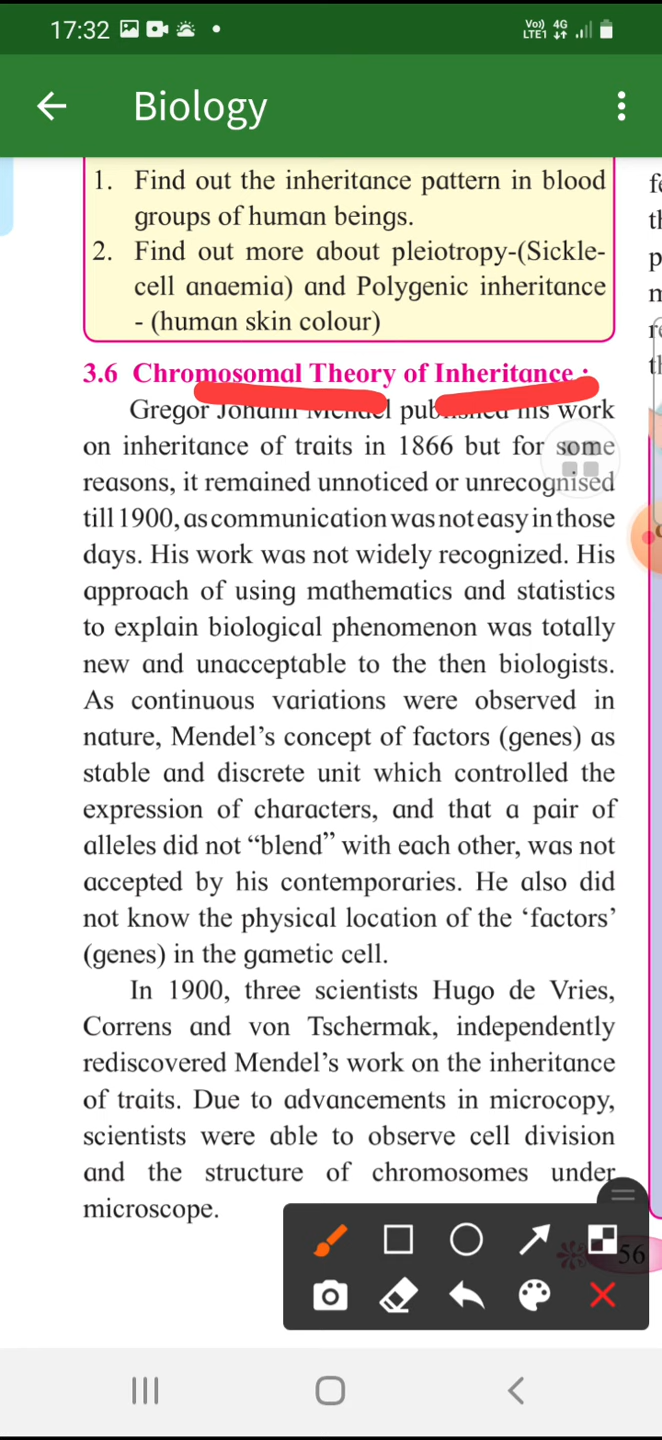 17:32
Vo)) 4G
LTE1
Biology
1. Find out the inheritance pattern in blood
groups of human beings.
2. Find out more about pleiotropy-(Sickle-
cell anaemia) and Polygenic inheritance
- (human skin colour)
3.6 Chromosomal Theory of Inheritance :
Gregor Johann Mendel published his work
on inheritance of traits in 1866 but for some
reasons, it remained unnoticed or unrecognised
till 1900, as communication was not easy in those
days. His work was not widely recognized. His
approach of using mathematics and statistics
to explain biological phenomenon was totally
new and unacceptable to the then biologists.
As continuous variations were observed in
nature, Mendel’s concept of factors (genes) as
stable and discrete unit which controlled the
expression of characters, and that a pair of
alleles did not “blend” with each other, was not
accepted by his contemporaries. He also did
not know the physical location of the ‘factors’
(genes) in the gametic cell.
In 1900, three scientists Hugo de Vries,
Correns and von Tschermak, independently
rediscovered Mendel’s work on the inheritance
of traits. Due to advancements in microcopy,
scientists were able to observe cell division
and the structure of chromosomes under
microscope.
56